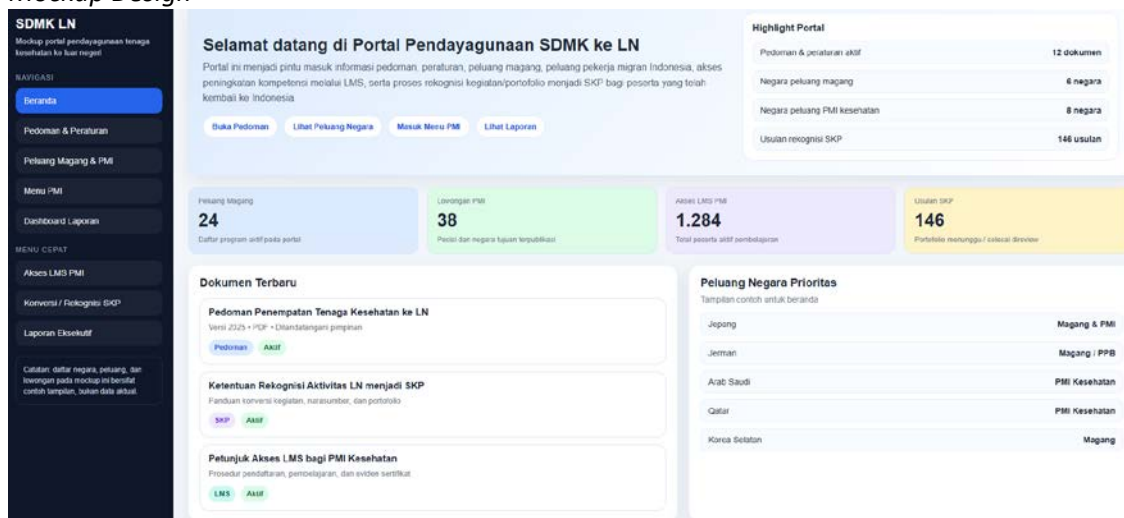 Mockup Design
SDMK LN
Mockup portal pendayagunaan tenaga
kesehatan ke luar negeri
NAVIGASI
Beranda
Pedoman & Peraturan
Peluang Magang & PMI
Menu PMI
Dashboard Laporan
MENU CEPAT
Akses LMS PMI
Konversi / Rekognisi SKP
Laporan Eksekutif
Catatan: daftar negara, peluang, dan
lowongan pada mockup ini bersifat
contoh tampilan, bukan data aktual.
Selamat datang di Portal Pendayagunaan SDMK ke LN
Portal ini menjadi pintu masuk informasi pedoman, peraturan, peluang magang, peluang pekerja migran Indonesia, akses
peningkatan kompetensi melalui LMS, serta proses rekognisi kegiatan/portofolio menjadi SKP bagi peserta yang telah
kembali ke Indonesia
Buka Pedoman
Lihat Peluang Negara
Masuk Menu PMI
Lihat Laporan
Highlight Portal
Pedoman & peraturan aktif 12 dokumen
Negara peluang magang 6 negara
Negara peluang PMI kesehatan 8 negara
Usulan rekognisi SKP 146 usulan
Peluang Magang
24
Daftar program aktif pada portal
Lowongan PMI
38
Posisi dan negara tujuan terpublikasi
Akses LMS PMI
1.284
Total peserta aktif pembelajaran
Usulan SKP
146
Portofolio menunggu / selesai direview
Dokumen Terbaru
Pedoman Penempatan Tenaga Kesehatan ke LN
Versi 2025 • PDF • Ditandatangani pimpinan
Pedoman Aktif
Ketentuan Rekognisi Aktivitas LN menjadi SKP
Panduan konversi kegiatan, narasumber, dan portofolio
SKP Aktif
Petunjuk Akses LMS bagi PMI Kesehatan
Prosedur pendaftaran, pembelajaran, dan eviden sertifikat
LMS Aktif
Peluang Negara Prioritas
Tampilan contoh untuk beranda
Jepang Magang & PMI
Jerman Magang / PPB
Arab Saudi PMI Kesehatan
Qatar PMI Kesehatan
Korea Selatan Magang